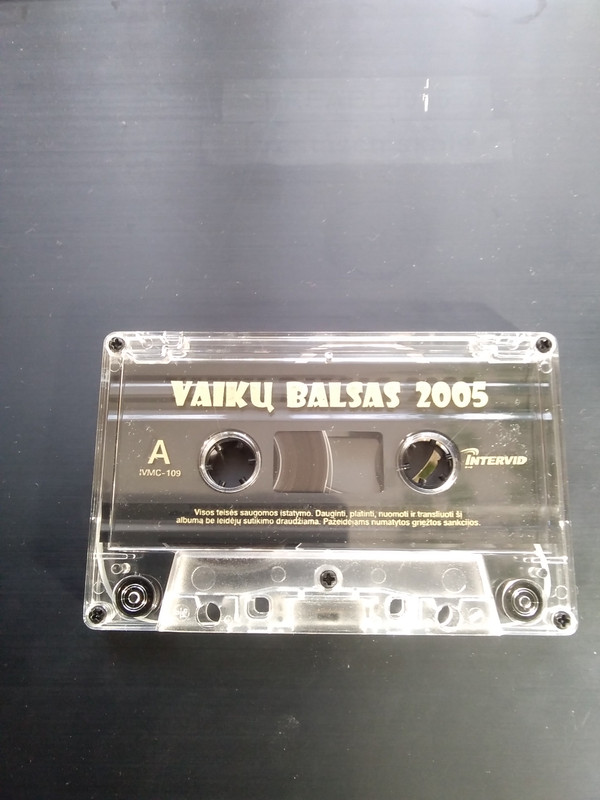 VAIKŲ BALSAS 2005
A
IVMC-109
INTERVID
Visos teisės saugomos įstatymo. Dauginti, platinti, nuomoti ir transliuoti šį
albumą be leidėjų sutikimo draudžiama. Pažeidėjams numatytos griežtos sankcijos.